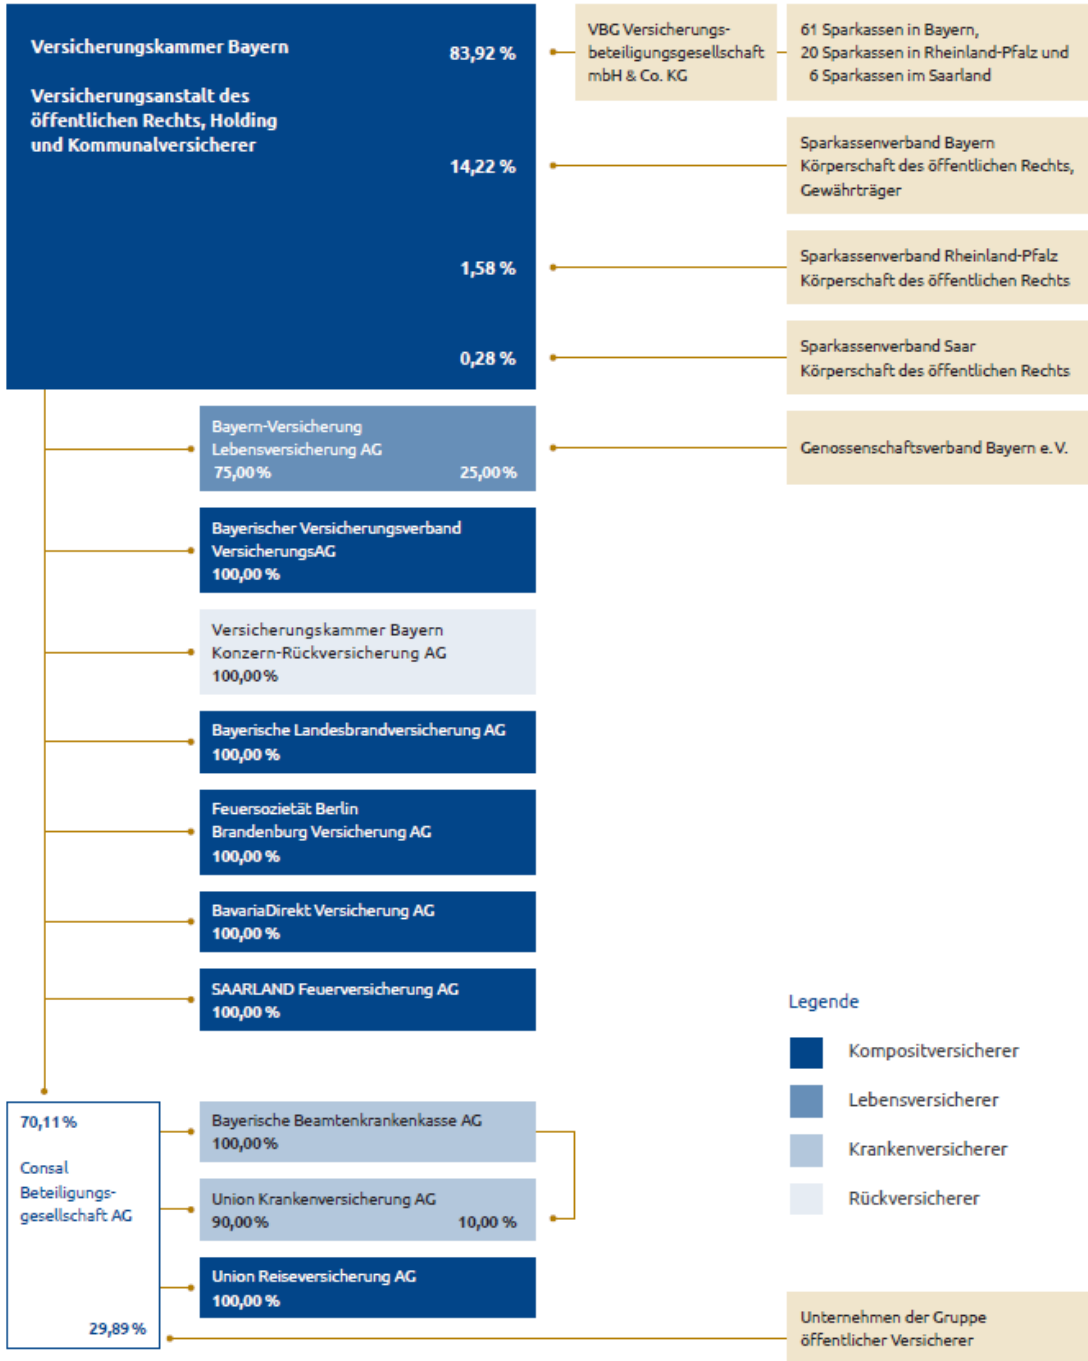 Versicherungskammer Bayern
Versicherungsanstalt des
öffentlichen Rechts, Holding
und Kommunalversicherer
83,92 %
VBG Versicherungs-
beteiligungsgesellschaft
mbH & Co. KG
61 Sparkassen in Bayern,
20 Sparkassen in Rheinland-Pfalz und
6 Sparkassen im Saarland
14,22 %
Sparkassenverband Bayern
Körperschaft des öffentlichen Rechts,
Gewährträger
1,58 %
Sparkassenverband Rheinland-Pfalz
Körperschaft des öffentlichen Rechts
0,28 %
Sparkassenverband Saar
Körperschaft des öffentlichen Rechts
Bayern-Versicherung
Lebensversicherung AG
75,00 % 25,00 %
Genossenschaftsverband Bayern e. V.
Bayerischer Versicherungsverband
VersicherungsAG
100,00 %
Versicherungskammer Bayern
Konzern-Rückversicherung AG
100,00 %
Bayerische Landesbrandversicherung AG
100,00 %
Feuersozietät Berlin
Brandenburg Versicherung AG
100,00 %
BavariaDirekt Versicherung AG
100,00 %
SAARLAND Feuerversicherung AG
100,00 %
Legende
Kompositversicherer
Lebensversicherer
Krankenversicherer
Rückversicherer
70,11 %
Consal
Beteiligungs-
gesellschaft AG
29,89 %
Bayerische Beamtenkrankenkasse AG
100,00 %
Union Krankenversicherung AG
90,00 % 10,00 %
Union Reiseversicherung AG
100,00 %
Unternehmen der Gruppe
öffentlicher Versicherer